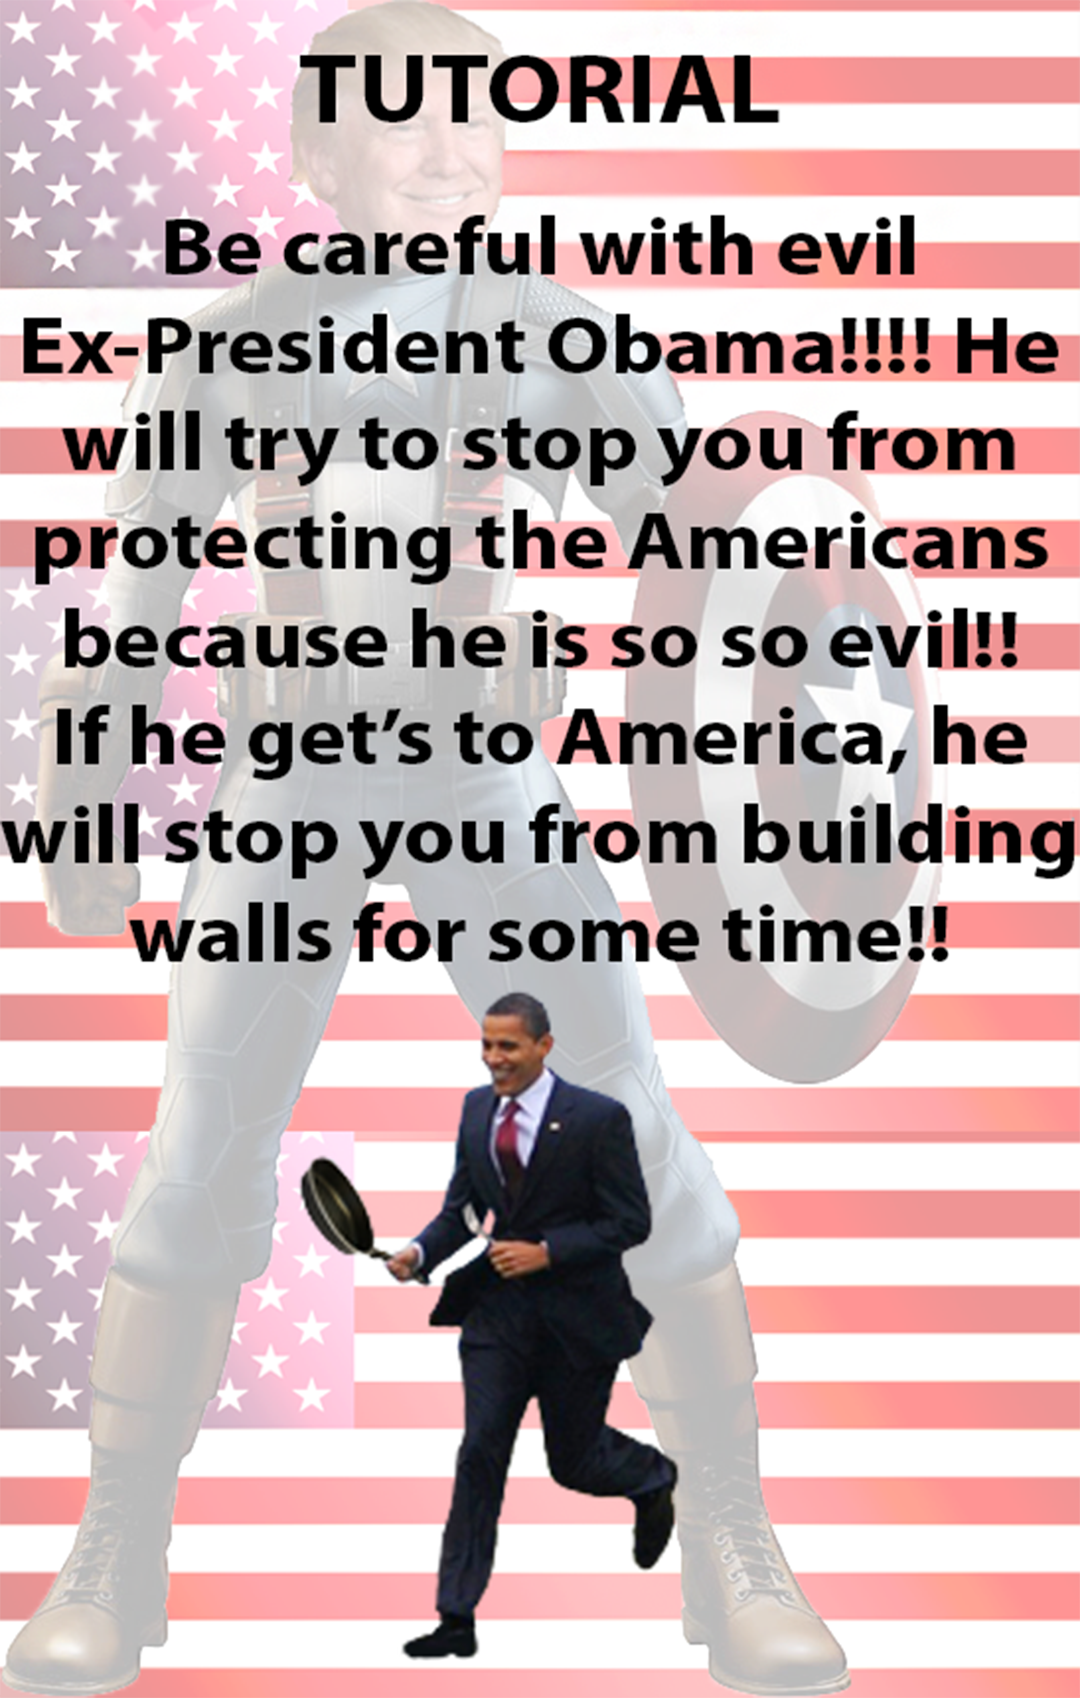 TUTORIAL
Be careful with evil
Ex-President Obama!!!! He
will try to stop you from
protecting the Americans
because he is so so evil!!
If he get’s to America, he
will stop you from building
walls for some time!!